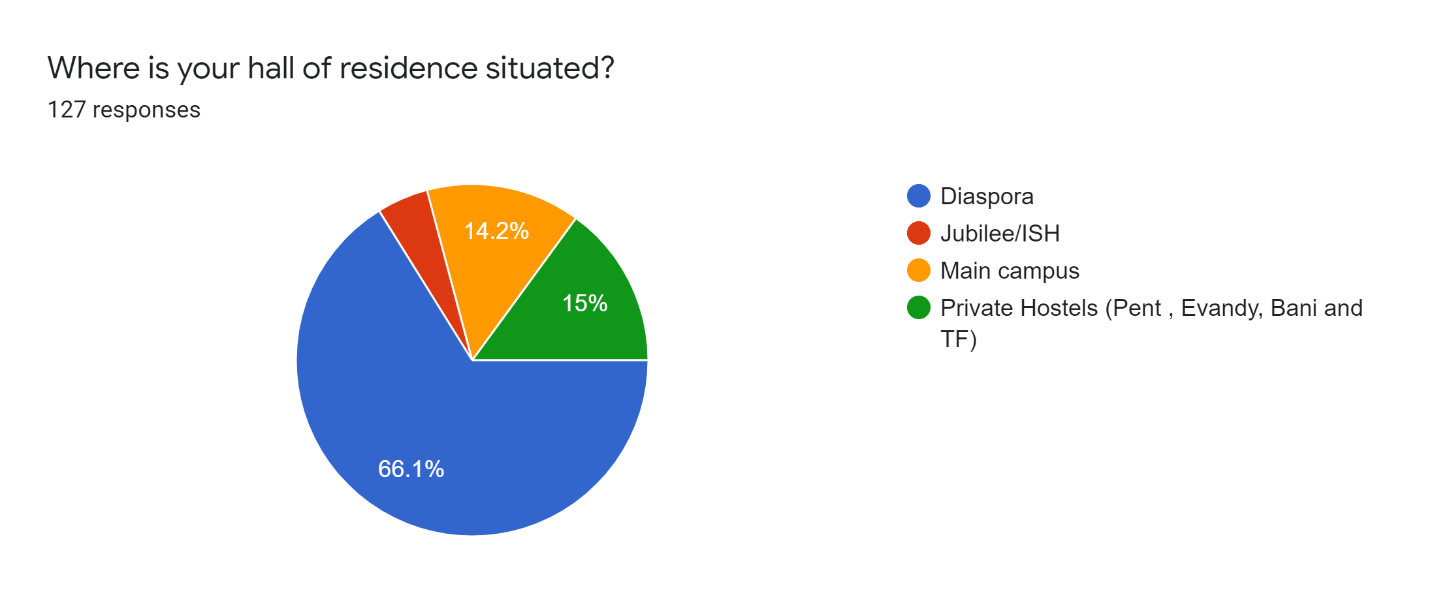 Where is your hall of residence situated?
127 responses
14.2%
15%
66.1%
Diaspora
Jubilee/ISH
Main campus
Private Hostels (Pent , Evandy, Bani and
TF)